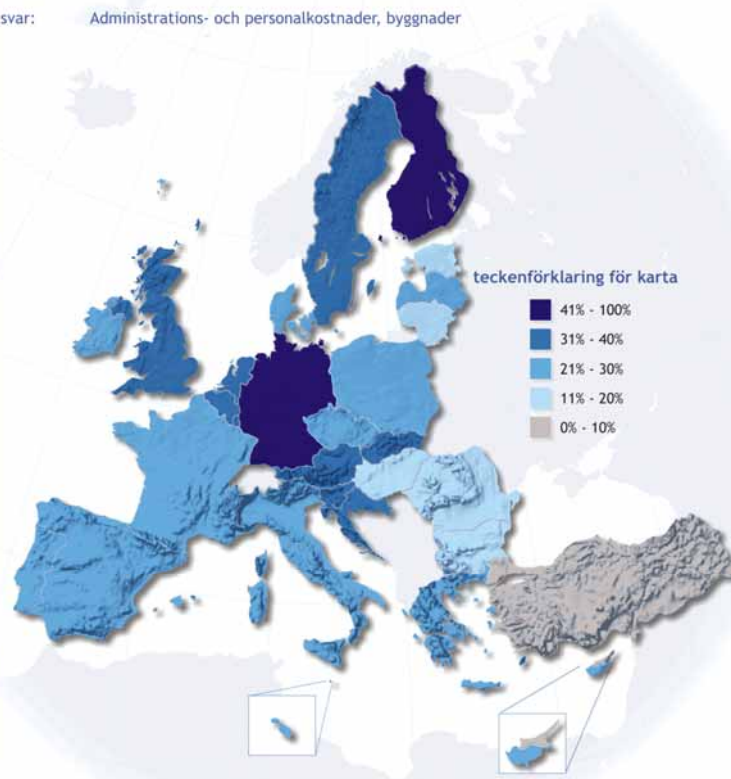 svar: Administrations- och personalkostnader, byggnader
teckenförklaring för karta
41% - 100%
31% - 40%
21% - 30%
11% - 20%
0% - 10%